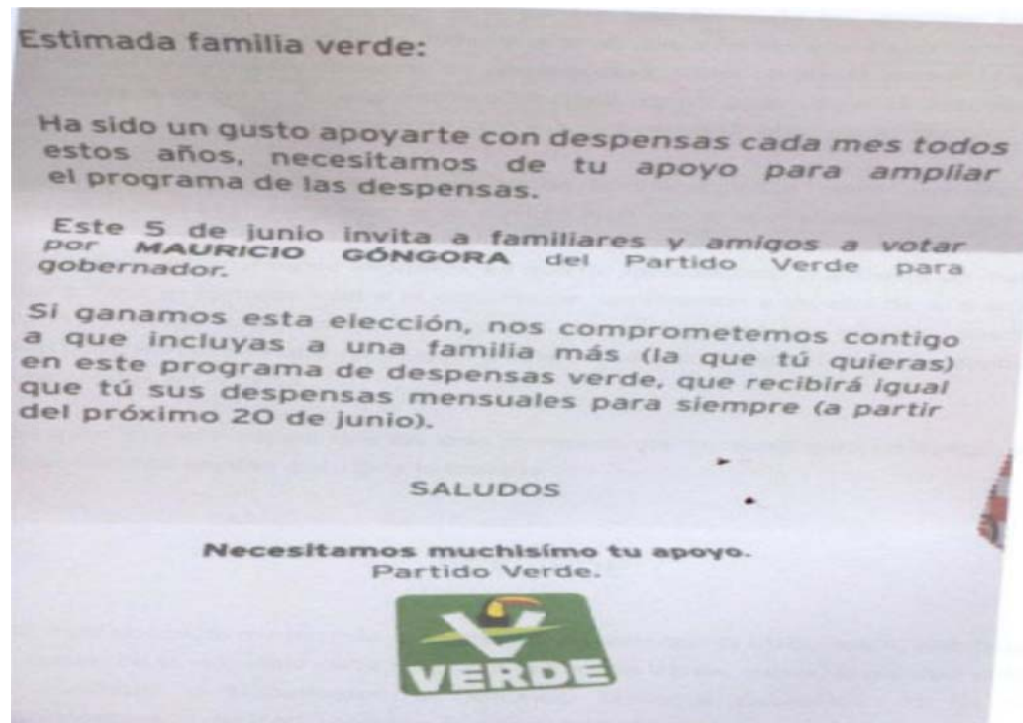 Estimada familia verde:
Ha sido un gusto apoyarte con despensas cada mes todos
estos años, necesitamos de tu apoyo para ampliar
el programa de las despensas.
Este 5 de junio invita a familiares y amigos a votar
por MAURICIO GÓNGORA del Partido Verde para
gobernador.
Si ganamos esta elección, nos comprometemos contigo
a que incluyas a una familia más (la que tú quieras)
en este programa de despensas verde, que recibirá igual
que tú sus despensas mensuales para siempre (a partir
del próximo 20 de junio).
SALUDOS
Necesitamos muchisímo tu apoyo.
Partido Verde.
VERDE